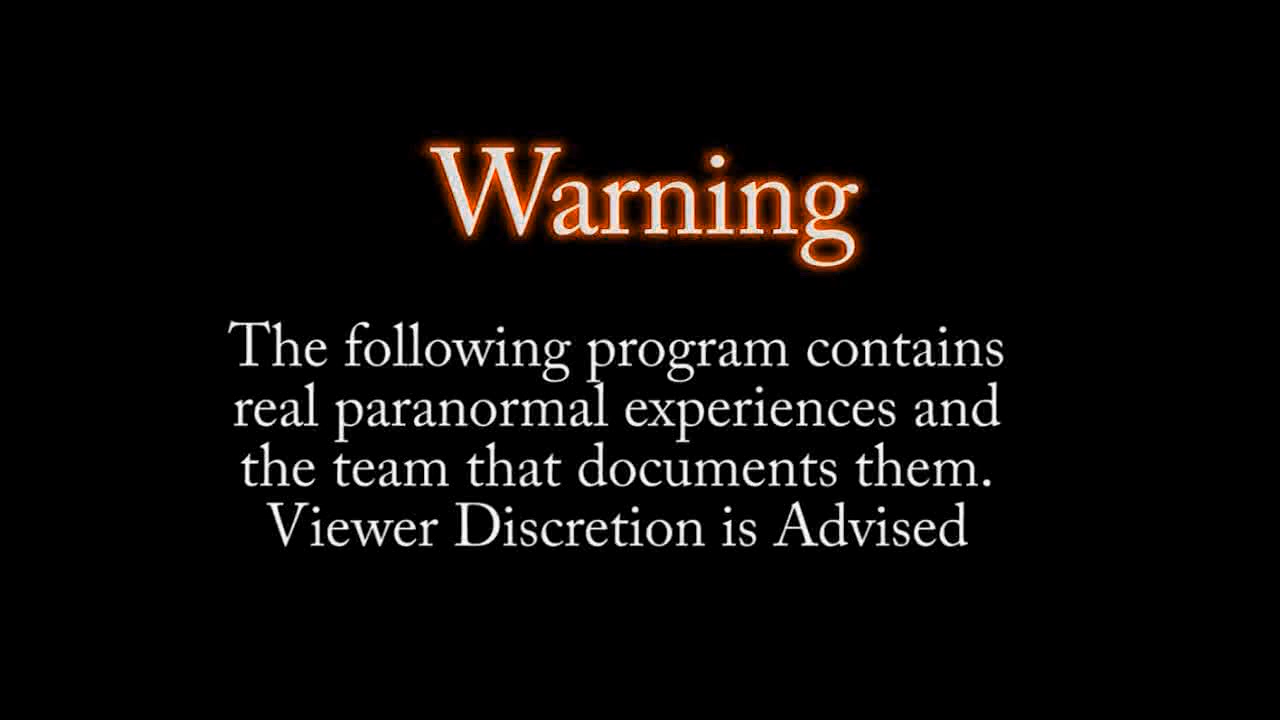 Warning
The following program contains
real paranormal experiences and
the team that documents them.
Viewer Discretion is Advised